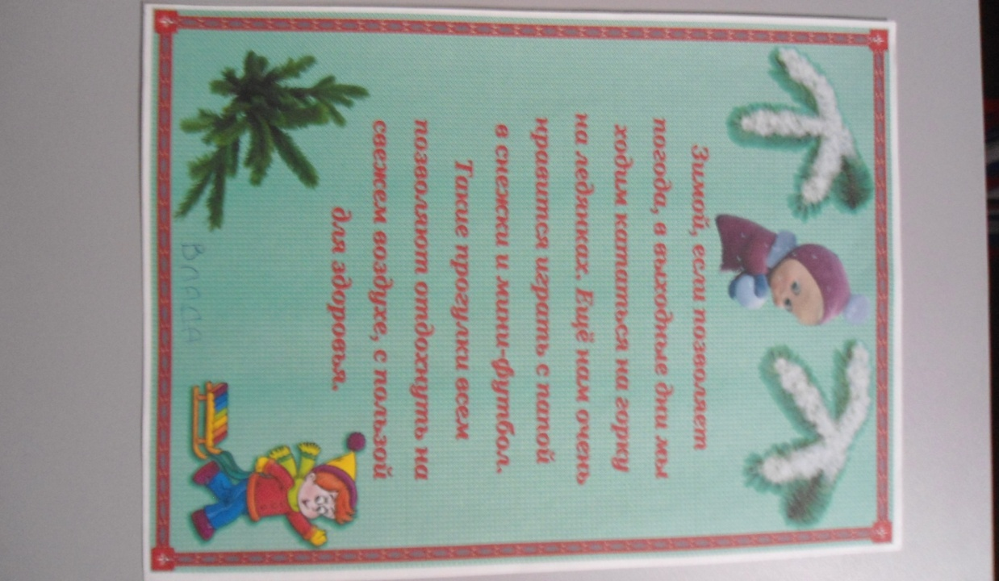 Зимой, если позволяет
погода, в выходные дни мы
ходим кататься на горку
на ледянках. Ещё нам очень
нравится играть с папой
в снежки и мини-футбол.
Такие прогулки всем
позволяют отдохнуть на
свежем воздухе, с пользой
для здоровья.
ВЛАДА